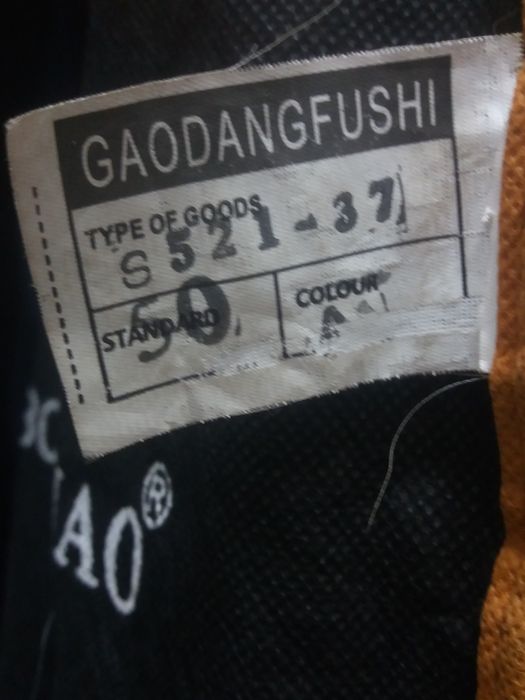 GAODANGFUSHI
TYPE OF GOODS
S 521-37
50
STANDARD
COLOUR
AO®